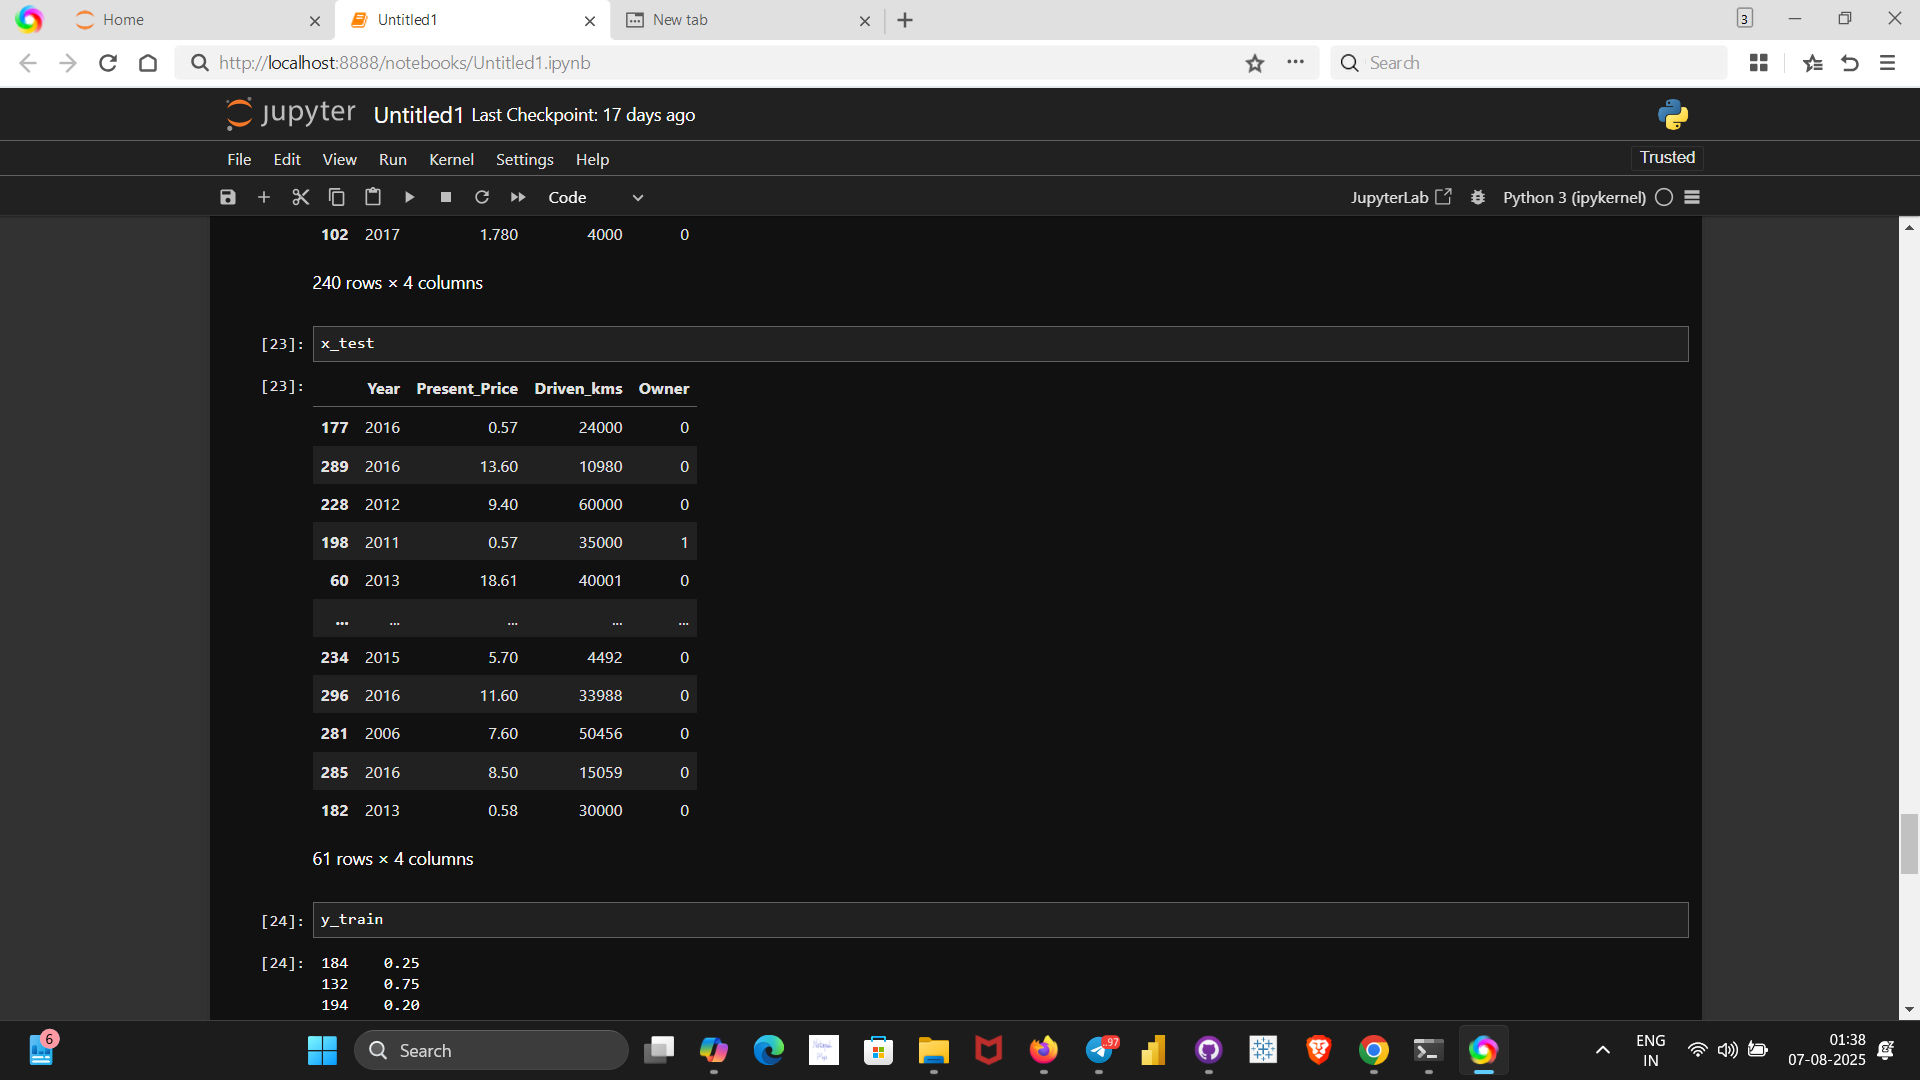 Home
Untitled1
New tab
3
http://localhost:8888/notebooks/Untitled1.ipynb
Search
jupyter Untitled1 Last Checkpoint: 17 days ago
File Edit View Run Kernel Settings Help
Trusted
Code
JupyterLab
Python 3 (ipykernel)
102 2017 1.780 4000 0
240 rows × 4 columns
[23]: x_test
[23]: Year Present_Price Driven_kms Owner
177 2016 0.57 24000 0
289 2016 13.60 10980 0
228 2012 9.40 60000 0
198 2011 0.57 35000 1
60 2013 18.61 40001 0
... ... ... ... ...
234 2015 5.70 4492 0
296 2016 11.60 33988 0
281 2006 7.60 50456 0
285 2016 8.50 15059 0
182 2013 0.58 30000 0
61 rows × 4 columns
[24]: y_train
[24]: 184 0.25
132 0.75
194 0.20
6
Search
97
ENG
IN
01:38
07-08-2025